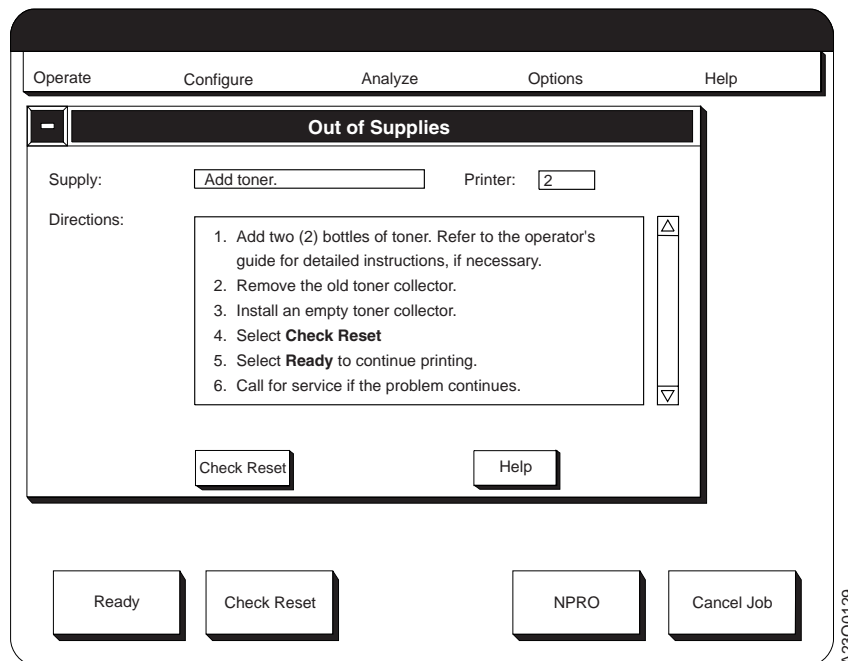 Operate Configure Analyze Options Help
Out of Supplies
Supply: Add toner. Printer: 2
Directions:
1. Add two (2) bottles of toner. Refer to the operator's
guide for detailed instructions, if necessary.
2. Remove the old toner collector.
3. Install an empty toner collector.
4. Select Check Reset
5. Select Ready to continue printing.
6. Call for service if the problem continues.
Check Reset Help
Ready Check Reset NPRO Cancel Job
A23O0129